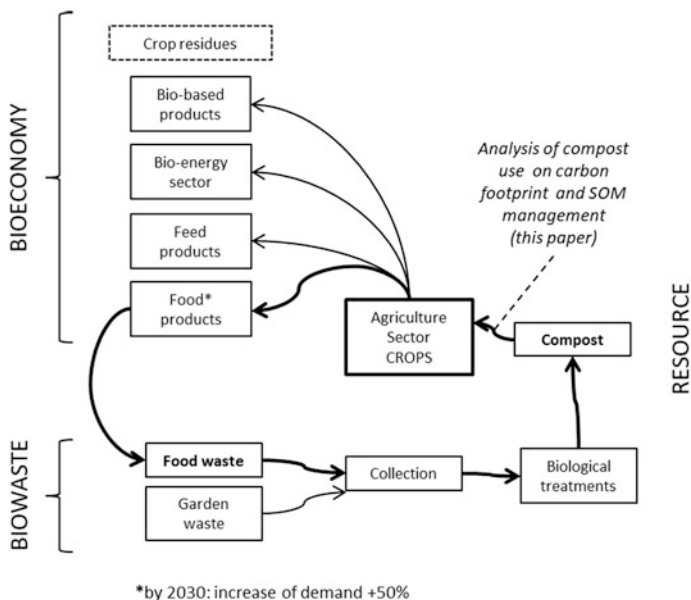 BIOECONOMY
Crop residues
Bio-based
products
Bio-energy
sector
Feed
products
Food*
products
Agriculture
Sector
CROPS
Analysis of compost
use on carbon
footprint and SOM
management
(this paper)
Compost
RESOURCE
BIOWASTE
Food waste
Garden
waste
Collection
Biological
treatments
*by 2030: increase of demand +50%